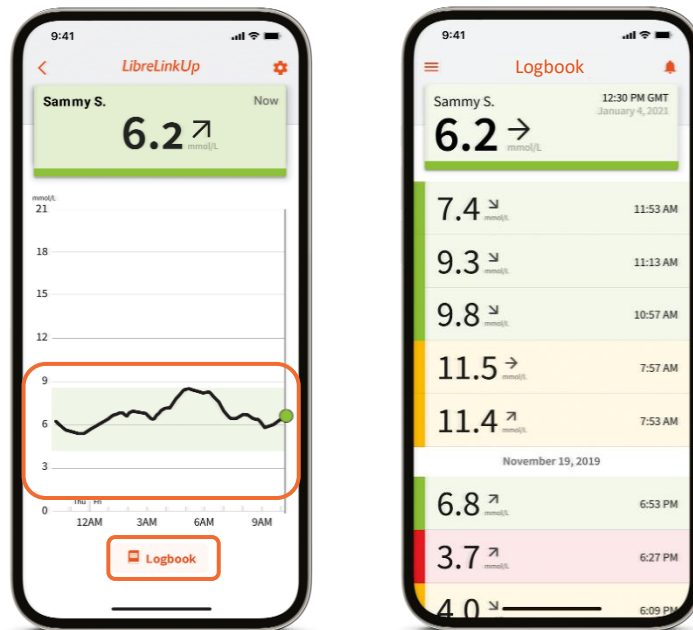 9:41
LibreLinkUp
Sammy S.
Now
6.2
mmol/L
mmol/L
21
18
15
12
9
6
3
0
Thu Fri
12AM 3AM 6AM 9AM
Logbook
9:41
Logbook
Sammy S.
12:30 PM GMT
January 4, 2021
6.2
mmol/L
7.4 mmol/L 11:53 AM
9.3 mmol/L 11:13 AM
9.8 mmol/L 10:57 AM
11.5 mmol/L 7:57 AM
11.4 mmol/L 7:53 AM
November 19, 2019
6.8 mmol/L 6:53 PM
3.7 mmol/L 6:27 PM
4.0 6:09 PM